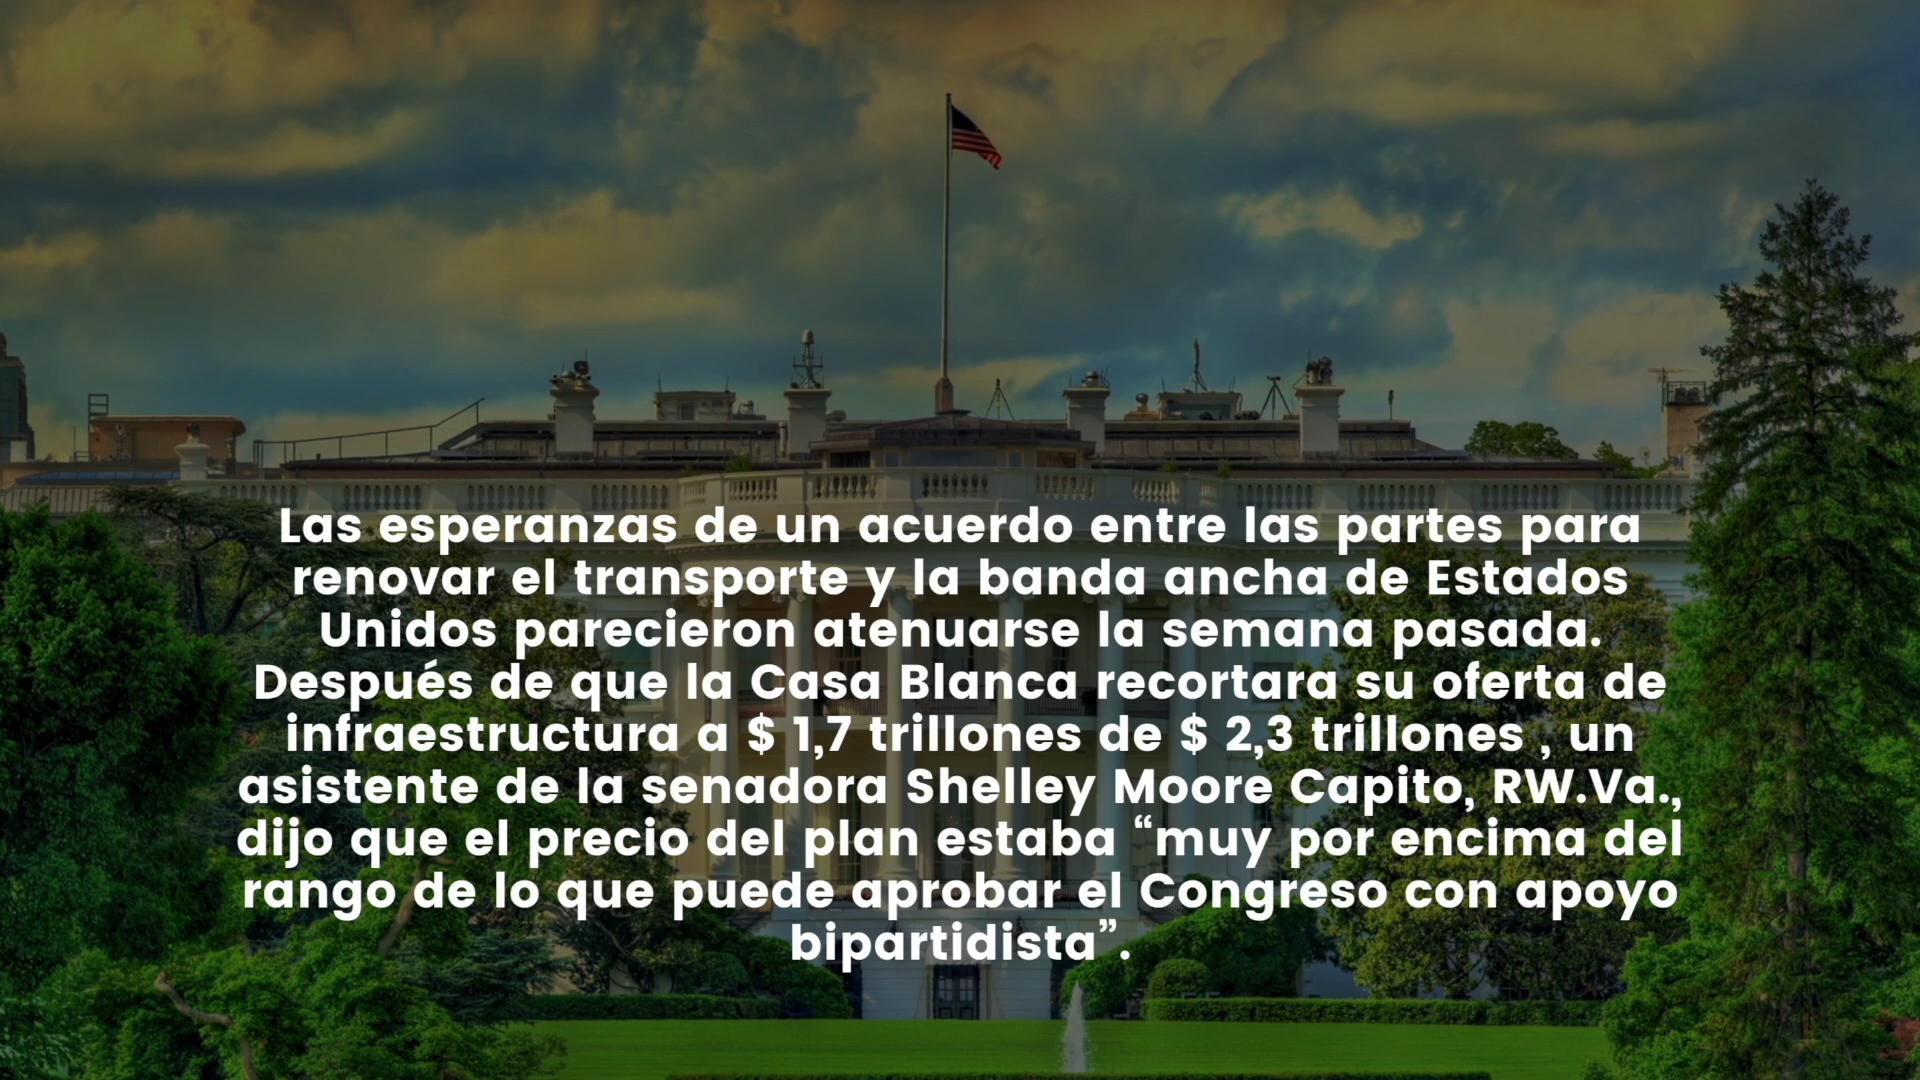 Las esperanzas de un acuerdo entre las partes para
renovar el transporte y la banda ancha de Estados
Unidos parecieron atenuarse la semana pasada.
Después de que la Casa Blanca recortara su oferta de
infraestructura a $ 1,7 trillones de $ 2,3 trillones , un
asistente de la senadora Shelley Moore Capito, RW.Va.,
dijo que el precio del plan estaba “muy por encima del
rango de lo que puede aprobar el Congreso con apoyo
bipartidista”.